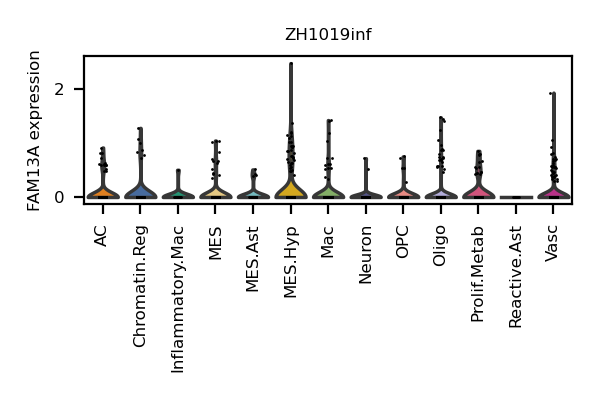 ZH1019inf
FAM13A expression
2
0
AC
Chromatin.Reg
Inflammatory.Mac
MES
MES.Ast
MES.Hyp
Mac
Neuron
OPC
Oligo
Prolif.Metab
Reactive.Ast
Vasc